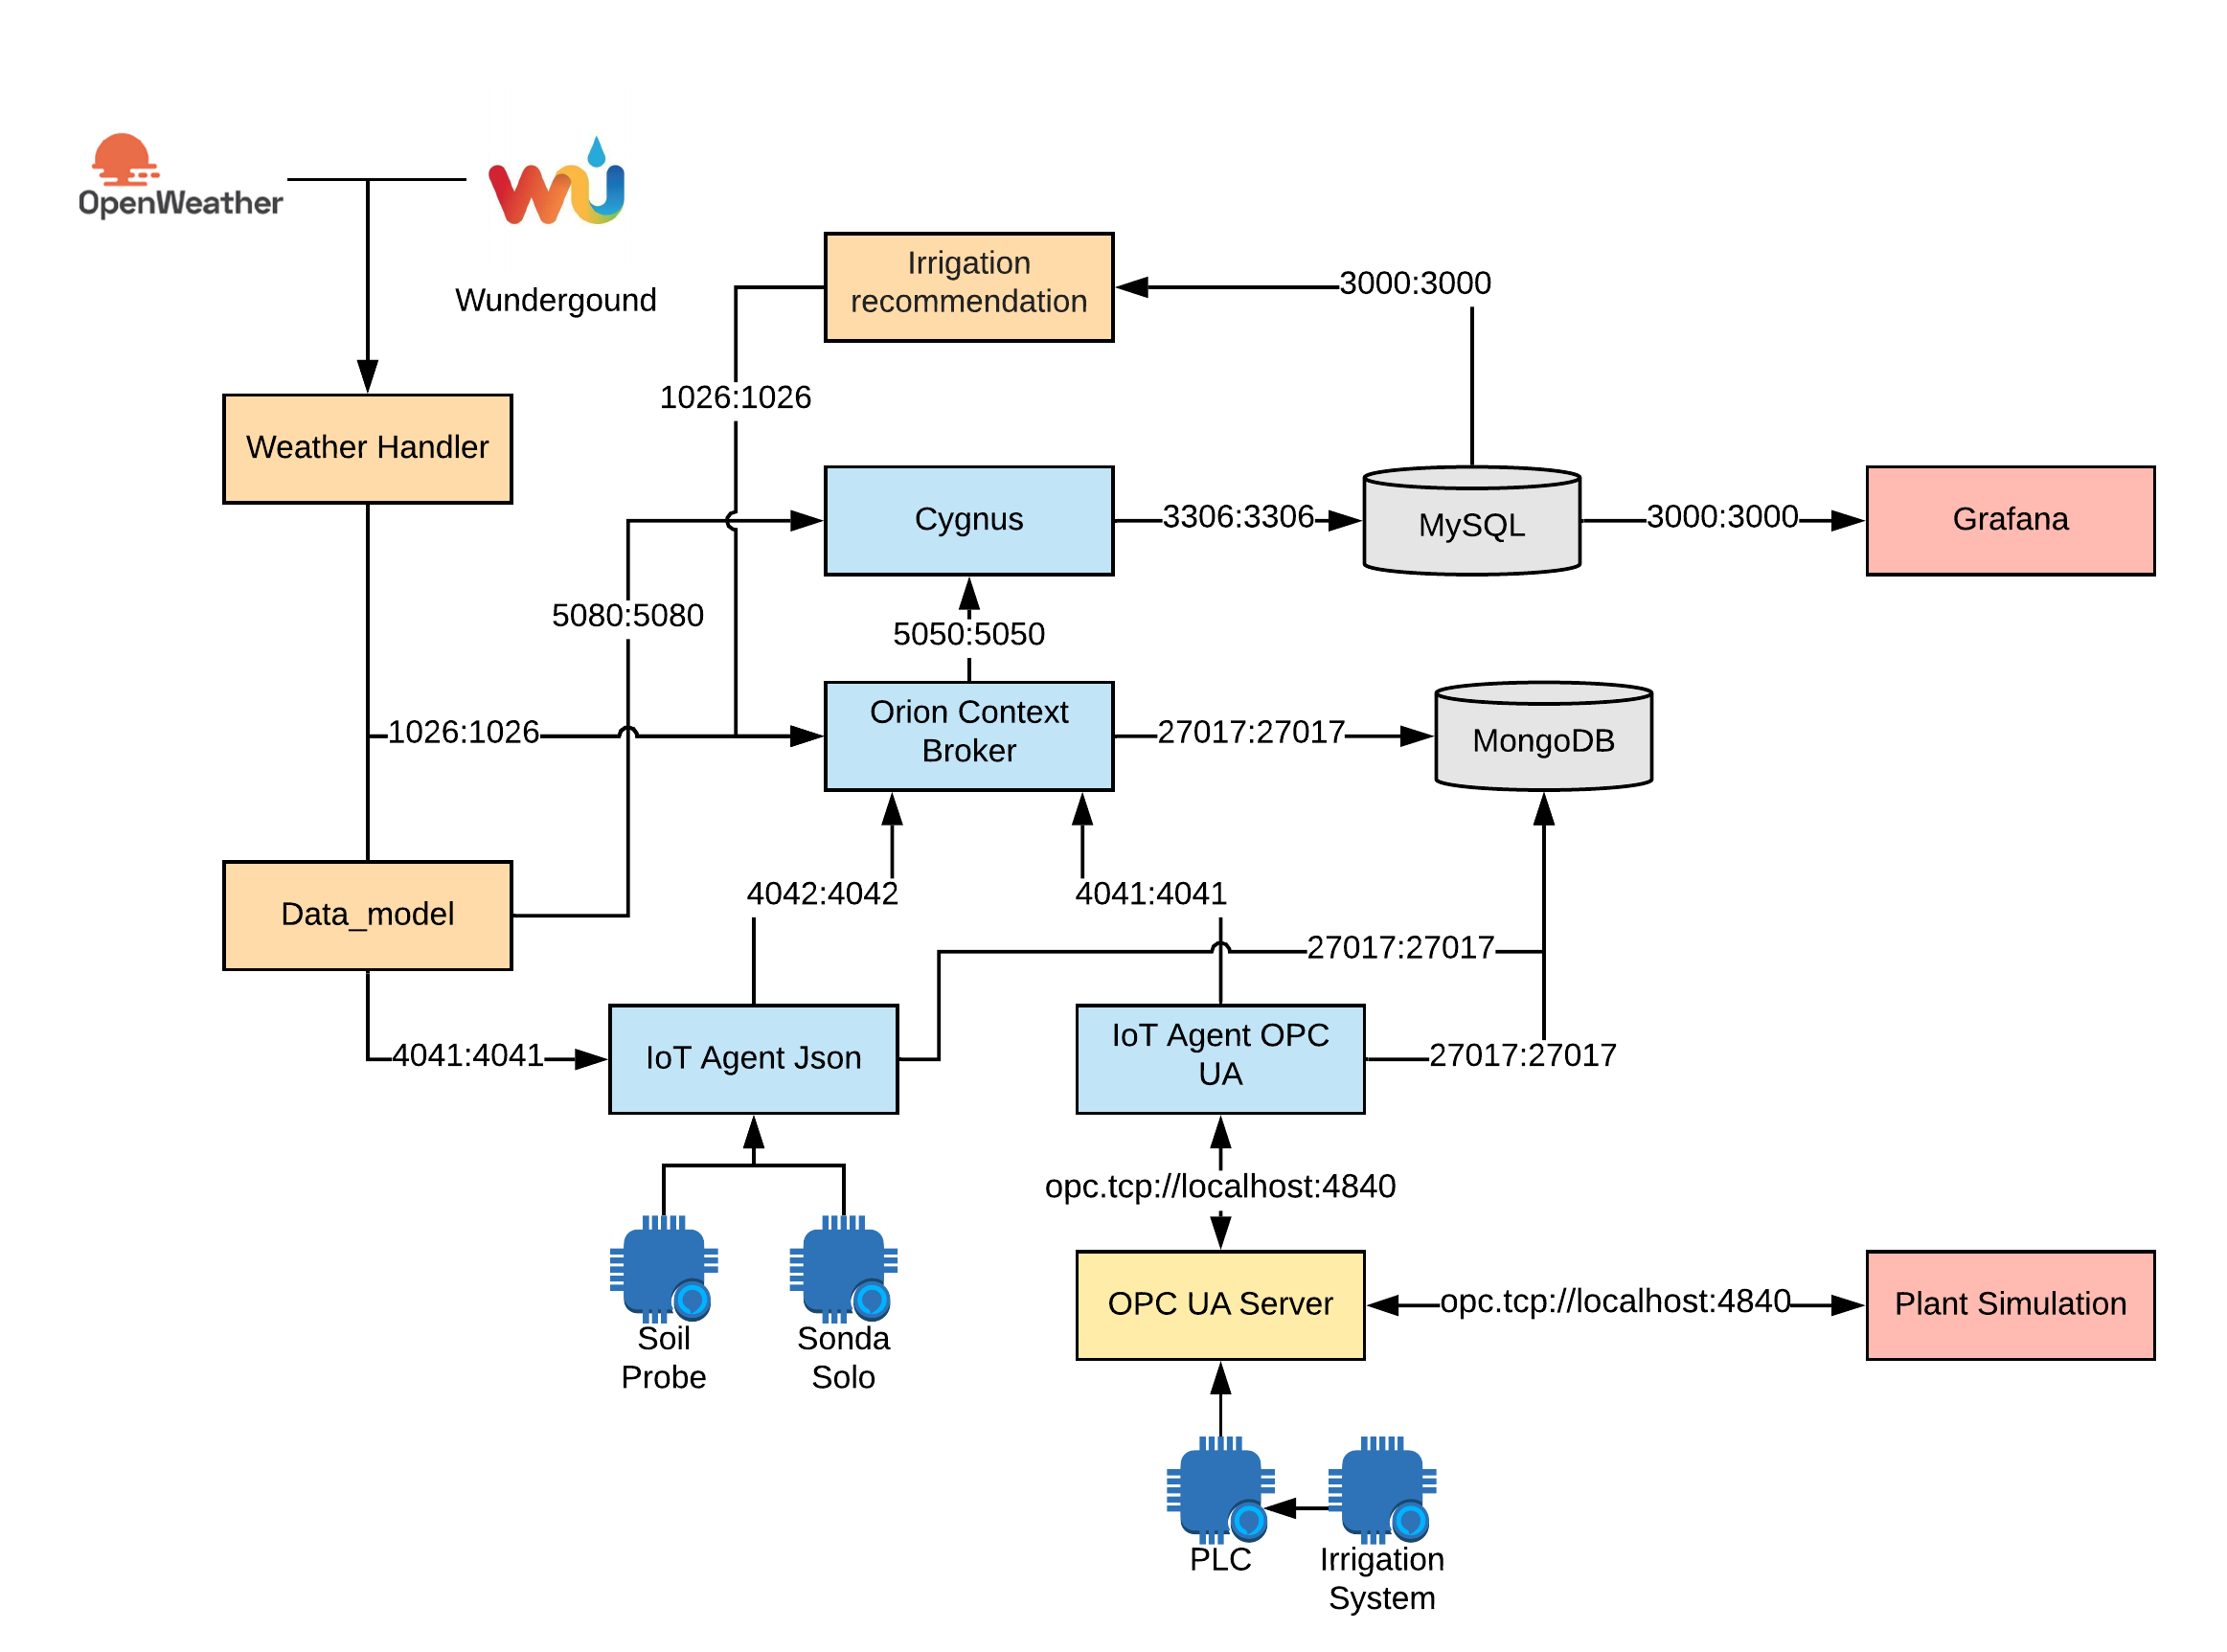 OpenWeather
WU
Wundergound
Irrigation
recommendation
3000:3000
1026:1026
Weather Handler
Cygnus
3306:3306
MySQL
3000:3000
Grafana
5080:5080
5050:5050
1026:1026
Orion Context
Broker
27017:27017
MongoDB
Data_model
4042:4042
4041:4041
27017:27017
4041:4041
IoT Agent Json
IoT Agent OPC
UA
27017:27017
opc.tcp://localhost:4840
OPC UA Server
opc.tcp://localhost:4840
Plant Simulation
Soil
Probe
Sonda
Solo
PLC
Irrigation
System